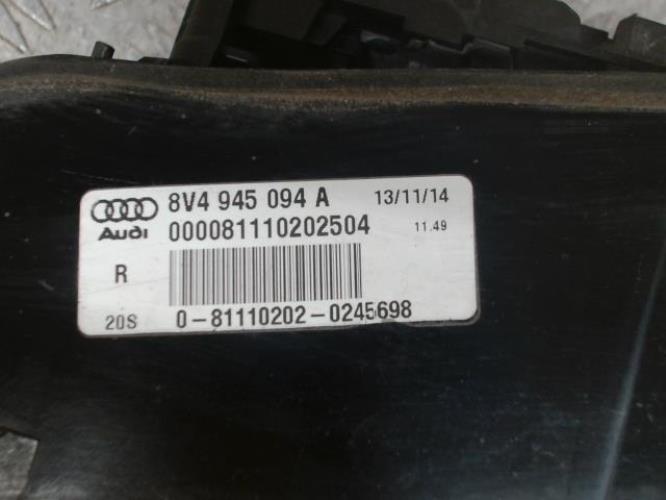 8V4 945 094 A 13/11/14
Audi 000081110202504 11.49
R
20S 0-81110202-0245698